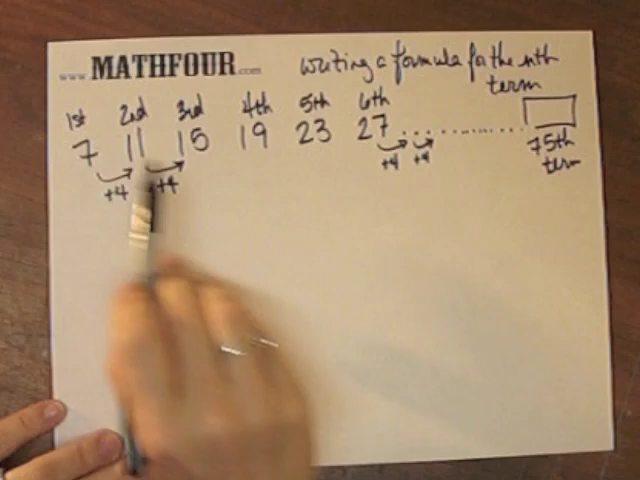 www.MATHFOUR.com
writing a formula for the nth
term
1st 2nd 3rd 4th 5th 6th
7 11 15 19 23 27 ...............
+4 +4 +4 +4
75th
term